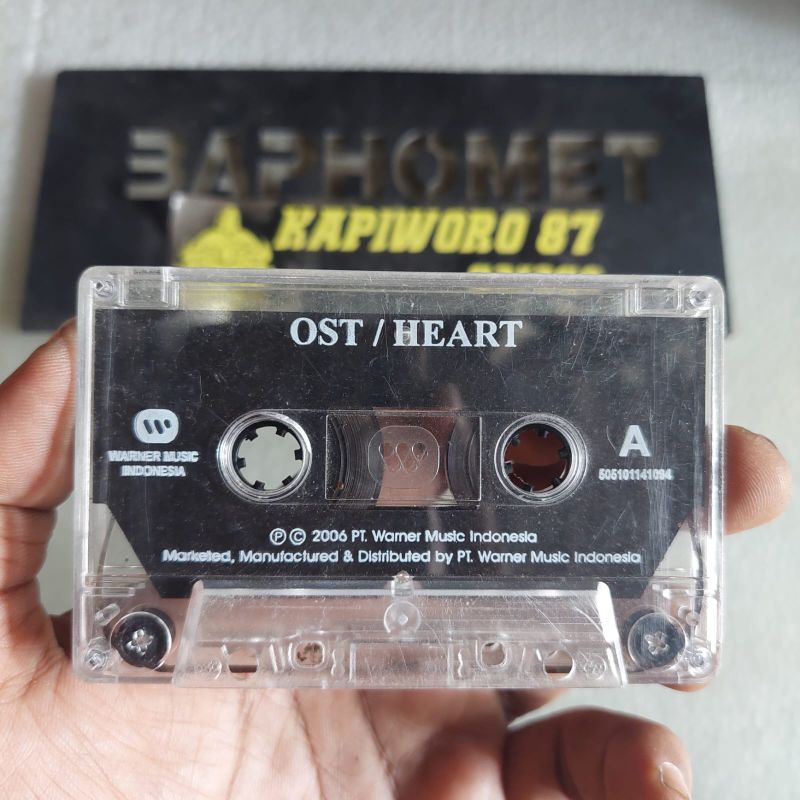 BAPHOMET
KAPIWORO 87
OST / HEART
WARNER MUSIC
INDONESIA
A
505101141094
Ⓟ © 2006 PT. Warner Music Indonesia
Marketed, Manufactured & Distributed by PT. Warner Music Indonesia